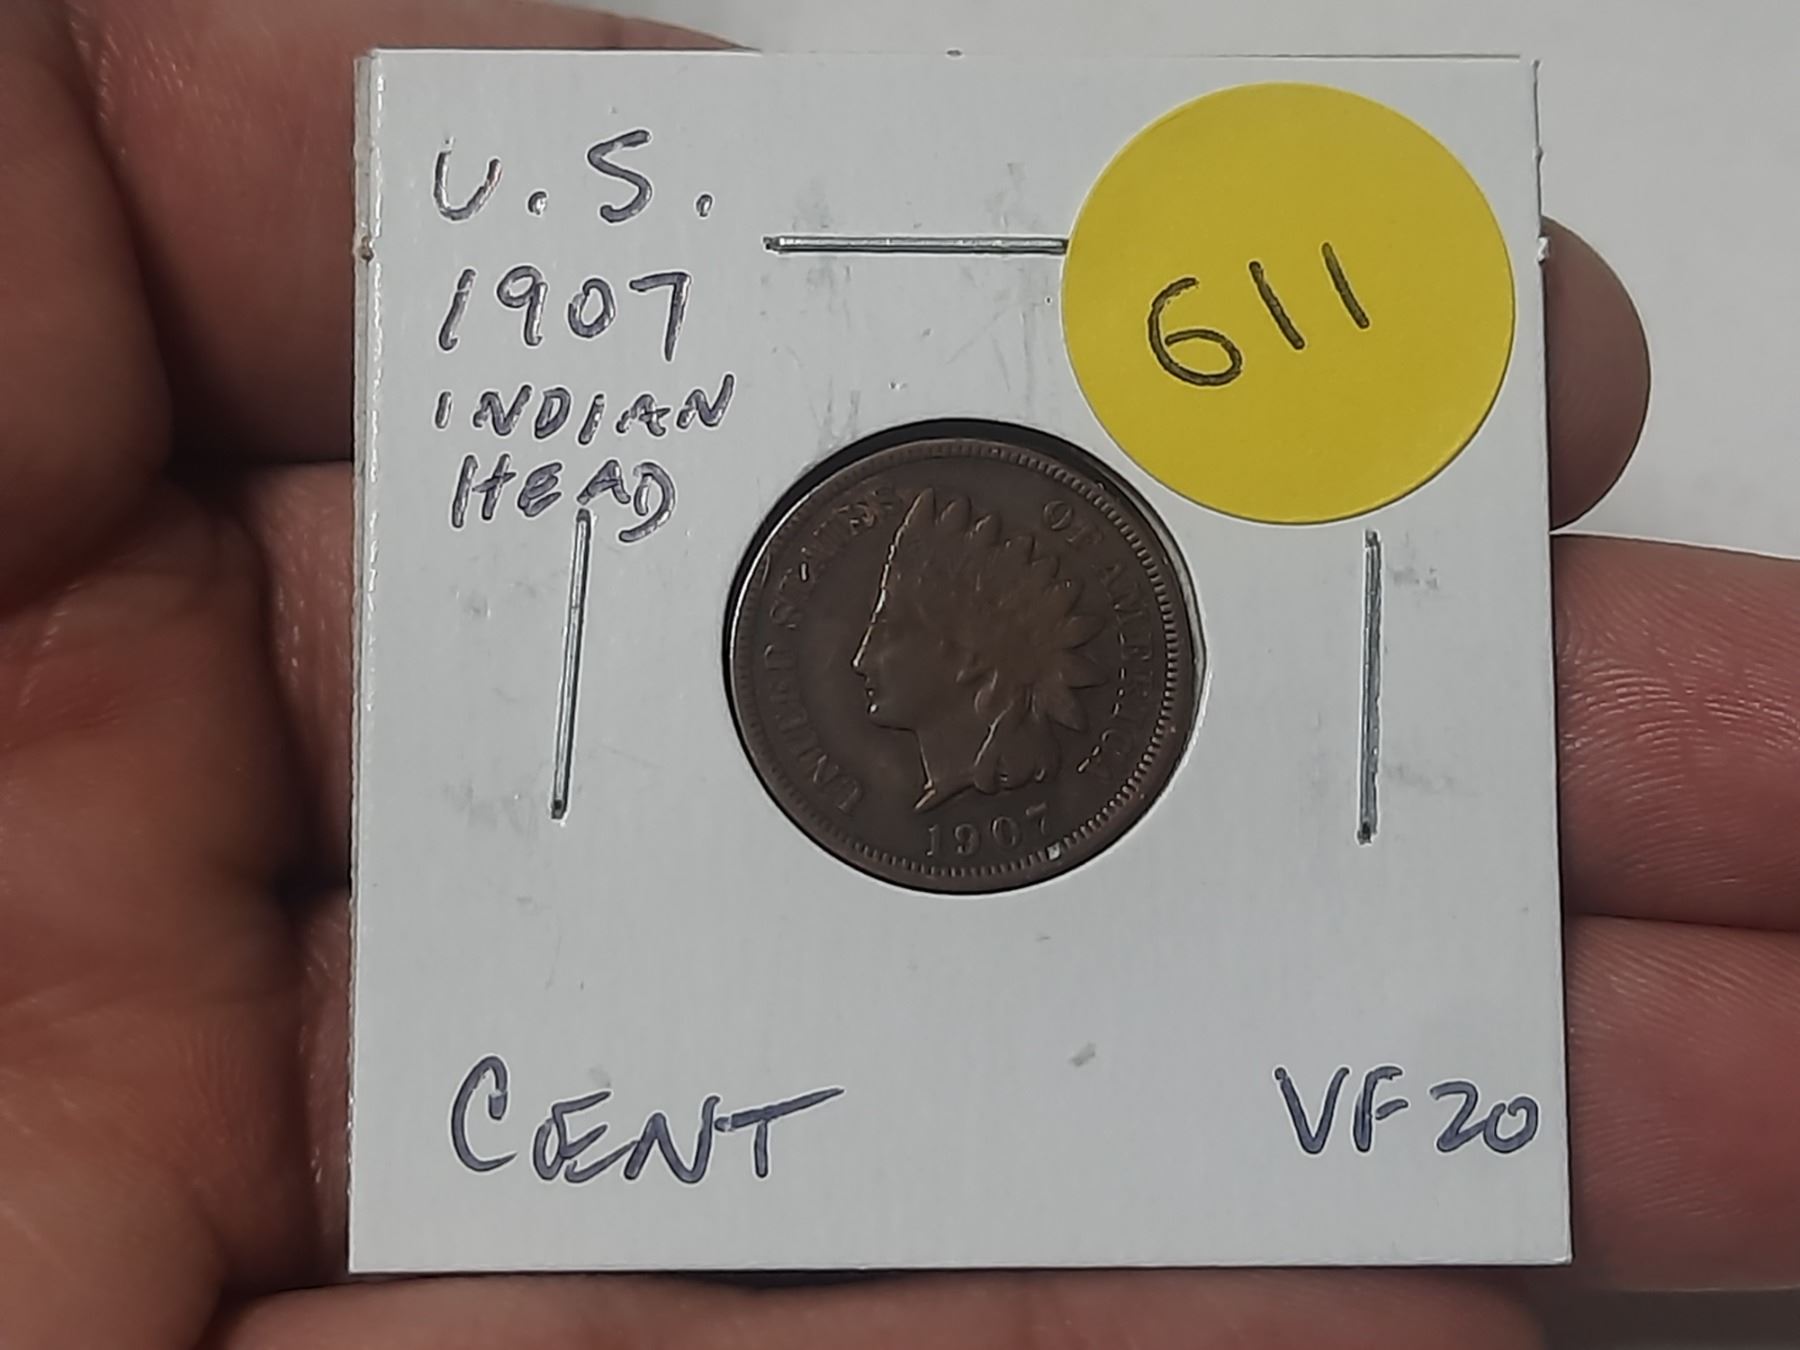 U.S.
1907
INDIAN
HEAD
611
UNITED STATES OF AMERICA
1907
CENT
VF20